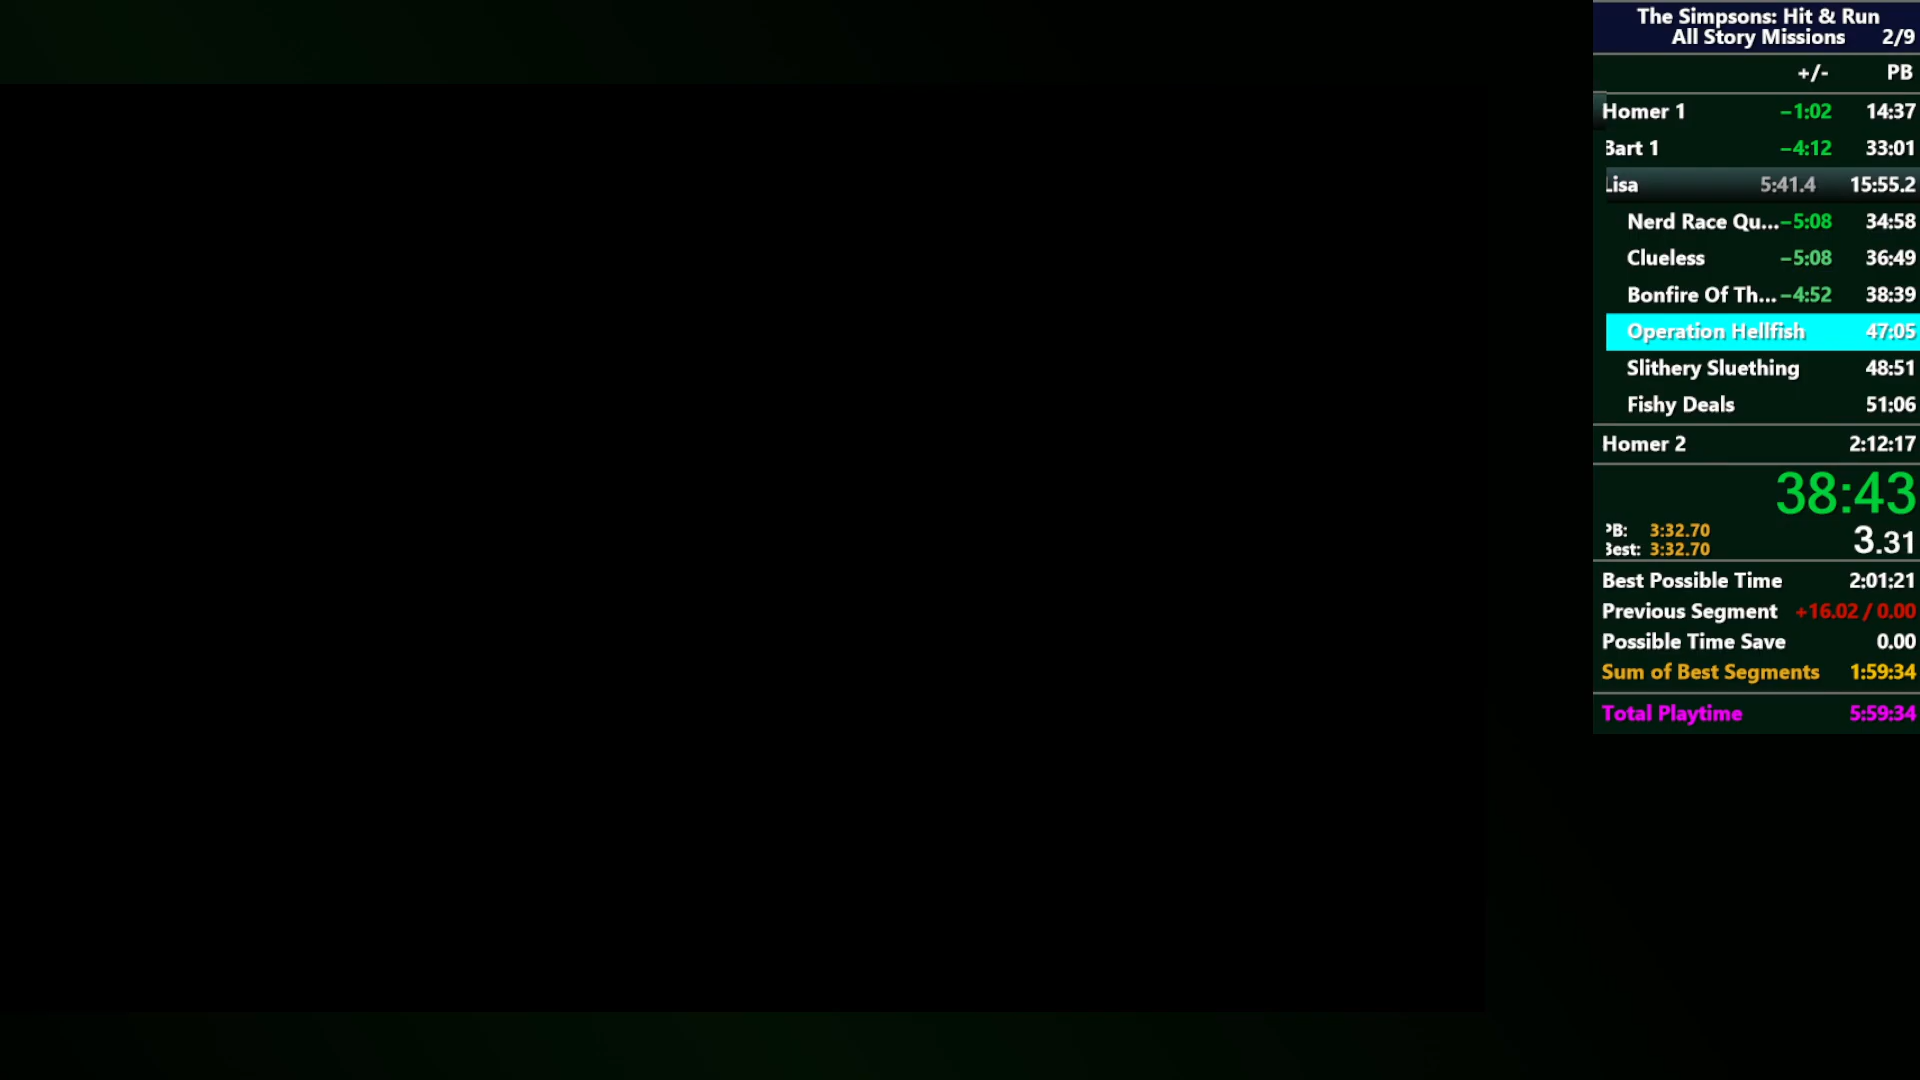 The Simpsons: Hit & Run
All Story Missions 2/9
+/- PB
Homer 1 −1:02 14:37
Bart 1 −4:12 33:01
Lisa 5:41.4 15:55.2
Nerd Race Qu... −5:08 34:58
Clueless −5:08 36:49
Bonfire Of Th... −4:52 38:39
Operation Hellfish 47:05
Slithery Sluething 48:51
Fishy Deals 51:06
Homer 2 2:12:17
38:43
PB: 3:32.70
3.31
Best: 3:32.70
Best Possible Time 2:01:21
Previous Segment +16.02 / 0.00
Possible Time Save 0.00
Sum of Best Segments 1:59:34
Total Playtime 5:59:34